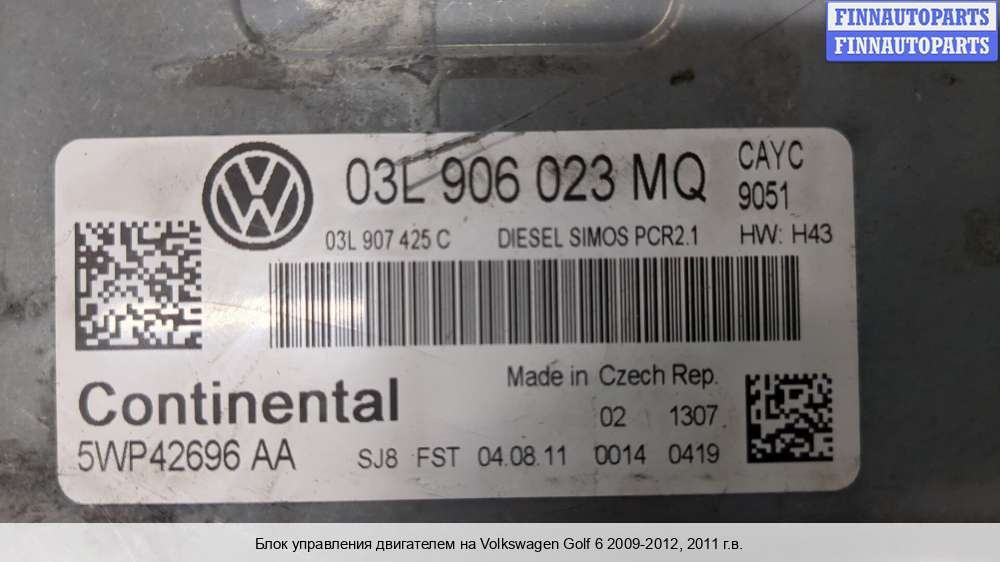 FINNAUTOPARTS
FINNAUTOPARTS
03L 906 023 MQ
CAYC
9051
03L 907 425 C DIESEL SIMOS PCR2.1 HW: H43
Made in Czech Rep.
Continental
02 1307
5WP42696 AA SJ8 FST 04.08.11 0014 0419
Блок управления двигателем на Volkswagen Golf 6 2009-2012, 2011 г.в.